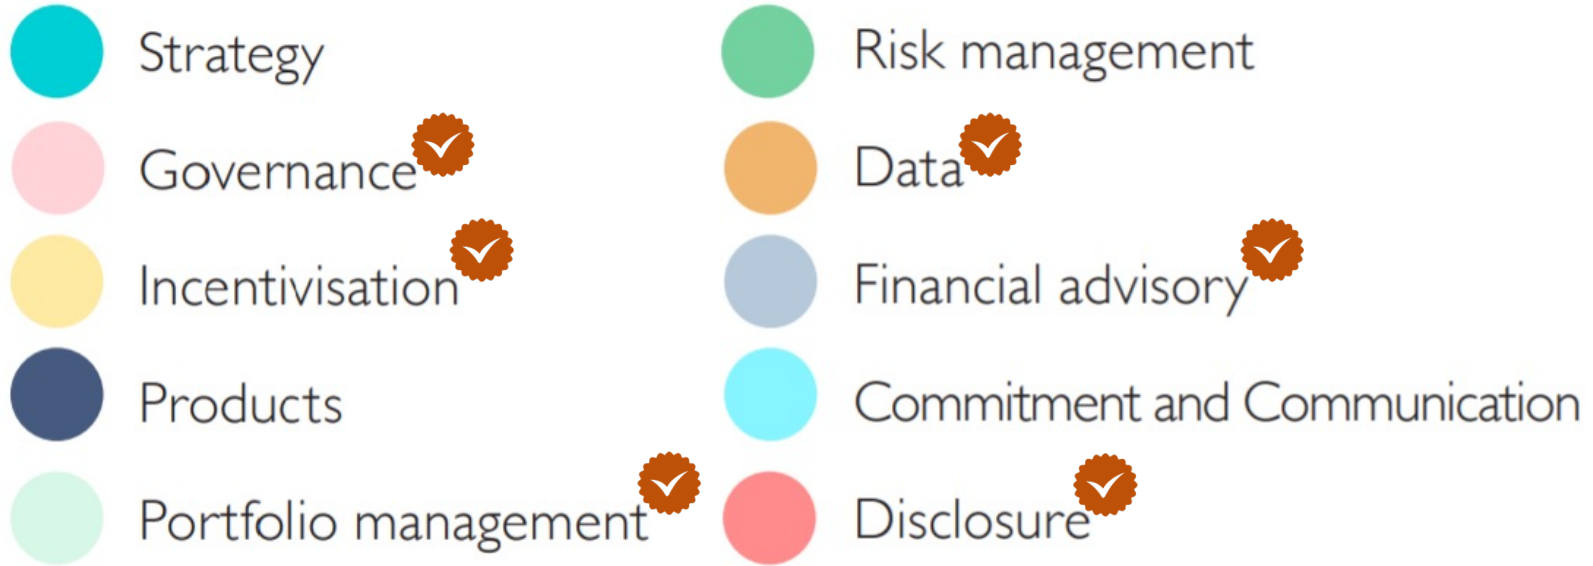 Strategy
Governance
Incentivisation
Products
Portfolio management
Risk management
Data
Financial advisory
Commitment and Communication
Disclosure